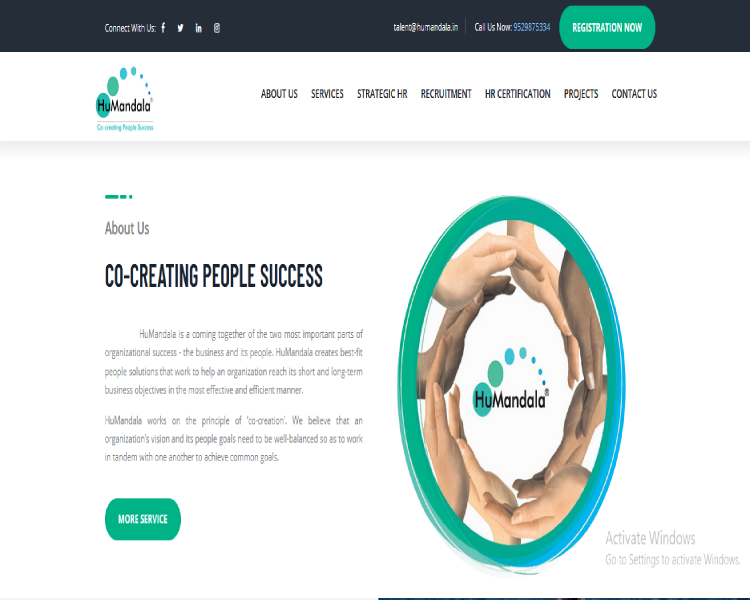 Connect With Us:
talent@humandala.in
Call Us Now: 9529875334
REGISTRATION NOW
HuMandala®
Co-creating People Success
ABOUT US SERVICES STRATEGIC HR RECRUITMENT HR CERTIFICATION PROJECTS CONTACT US
About Us
CO-CREATING PEOPLE SUCCESS
HuMandala is a coming together of the two most important parts of
organizational success - the business and its people. HuMandala creates best-fit
people solutions that work to help an organization reach its short and long-term
business objectives in the most effective and efficient manner.
HuMandala works on the principle of 'co-creation'. We believe that an
organization's vision and its people goals need to be well-balanced so as to work
in tandem with one another to achieve common goals.
MORE SERVICE
HuMandala®
Activate Windows
Go to Settings to activate Windows.